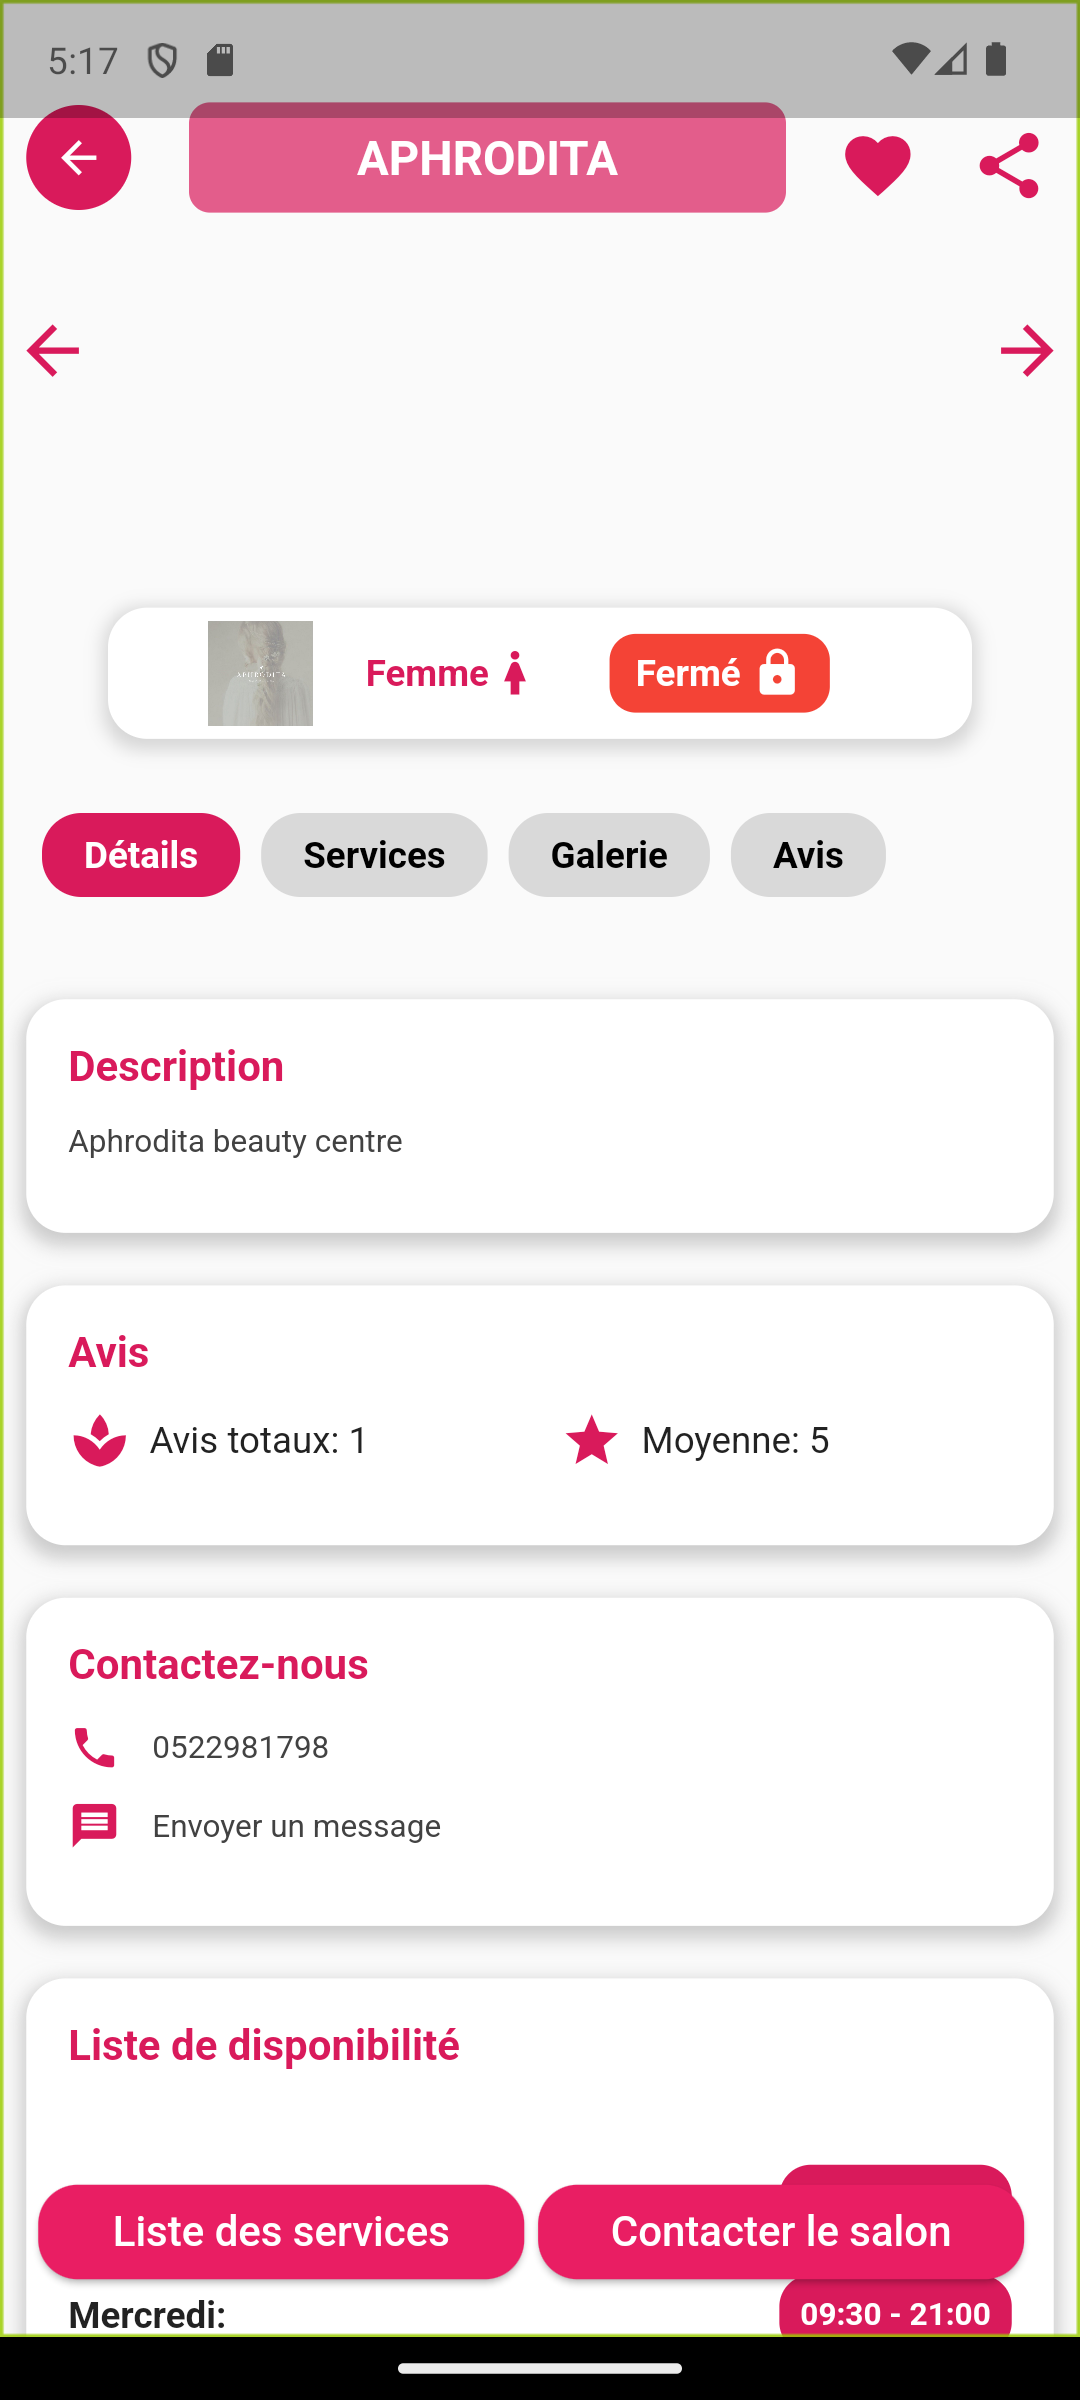 5:17
APHRODITA
APHRODITA
Femme
Fermé
Détails
Services
Galerie
Avis
Description
Aphrodita beauty centre
Avis
Avis totaux: 1
Moyenne: 5
Contactez-nous
0522981798
Envoyer un message
Liste de disponibilité
Liste des services
Contacter le salon
Mercredi:
09:30 - 21:00